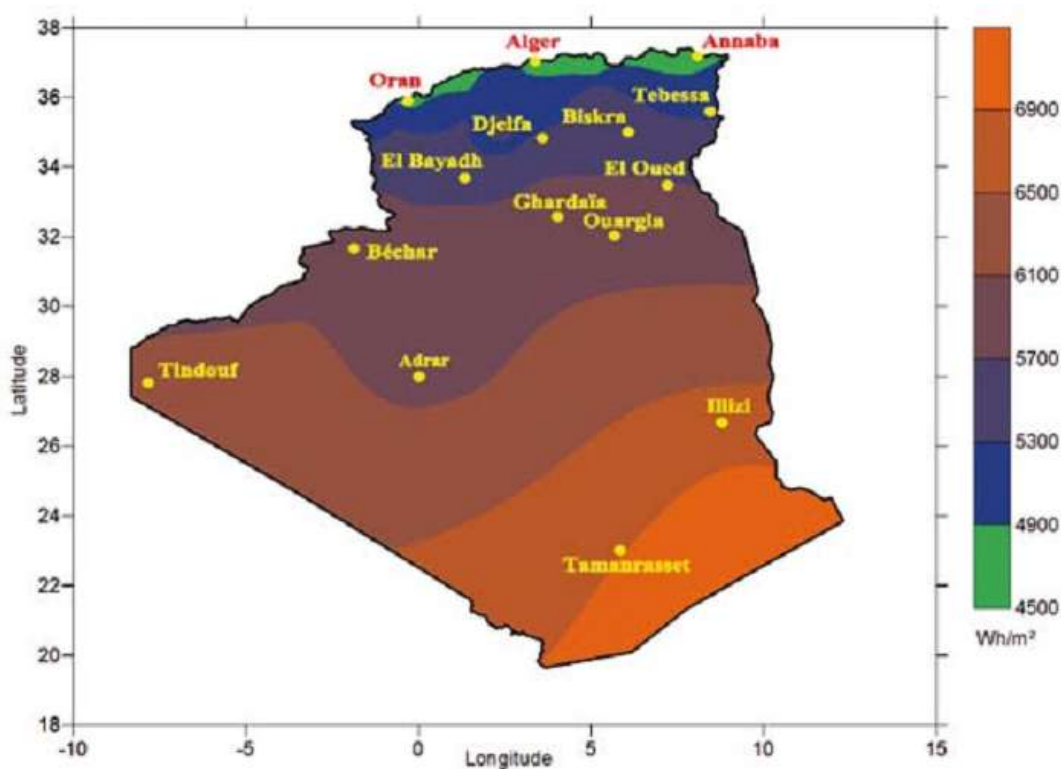 38
36
34
32
30
28
26
24
22
20
18
Latitude
-10
-5
0
5
10
15
Longitude
Alger
Annaba
Oran
Tebessa
Djelfa
Biskra
El Bayadh
El Oued
Ghardaïa
Ouargla
Béchar
Adrar
Tindouf
Illizi
Tamanrasset
6900
6500
6100
5700
5300
4900
4500
Wh/m²